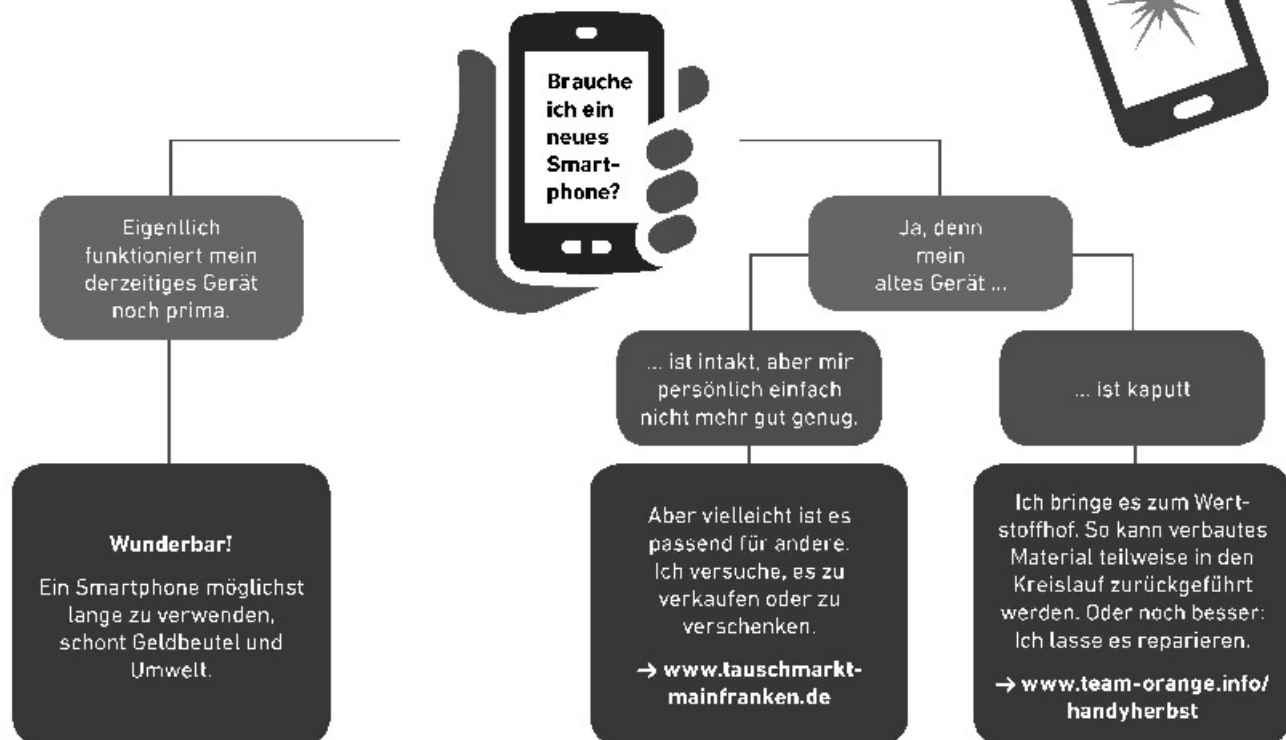 Brauche
ich ein
neues
Smart-
phone?
Eigentlich
funktioniert mein
derzeitiges Gerät
noch prima.
Ja, denn
mein
altes Gerät ...
... ist intakt, aber mir
persönlich einfach
nicht mehr gut genug.
... ist kaputt
Wunderbar!
Ein Smartphone möglichst
lange zu verwenden,
schont Geldbeutel und
Umwelt.
Aber vielleicht ist es
passend für andere.
Ich versuche, es zu
verkaufen oder zu
verschenken.
→ www.tauschmarkt-
mainfranken.de
Ich bringe es zum Wert-
stoffhof. So kann verbautes
Material teilweise in den
Kreislauf zurückgeführt
werden. Oder noch besser:
Ich lasse es reparieren.
→ www.team-orange.info/
handyherbst